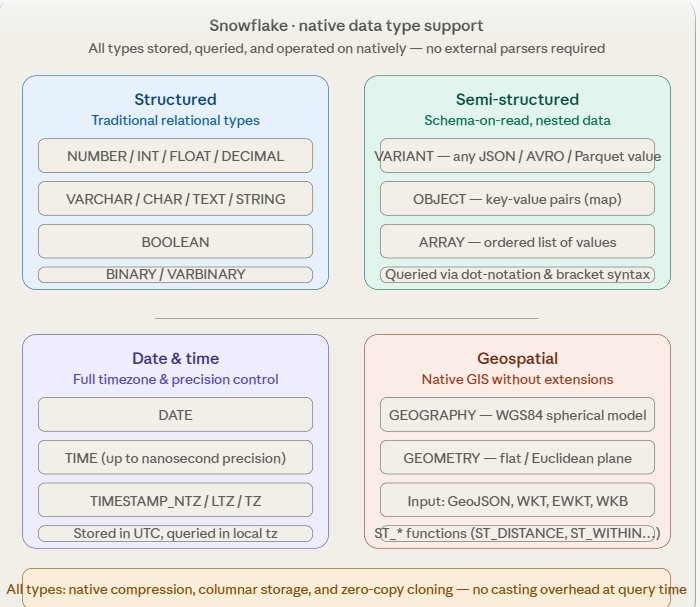 Snowflake · native data type support
All types stored, queried, and operated on natively — no external parsers required
Structured
Traditional relational types
NUMBER / INT / FLOAT / DECIMAL
VARCHAR / CHAR / TEXT / STRING
BOOLEAN
BINARY / VARBINARY
Semi-structured
Schema-on-read, nested data
VARIANT — any JSON / AVRO / Parquet value
OBJECT — key-value pairs (map)
ARRAY — ordered list of values
Queried via dot-notation & bracket syntax
Date & time
Full timezone & precision control
DATE
TIME (up to nanosecond precision)
TIMESTAMP_NTZ / LTZ / TZ
Stored in UTC, queried in local tz
Geospatial
Native GIS without extensions
GEOGRAPHY — WGS84 spherical model
GEOMETRY — flat / Euclidean plane
Input: GeoJSON, WKT, EWKT, WKB
ST_* functions (ST_DISTANCE, ST_WITHIN...)
All types: native compression, columnar storage, and zero-copy cloning — no casting overhead at query time